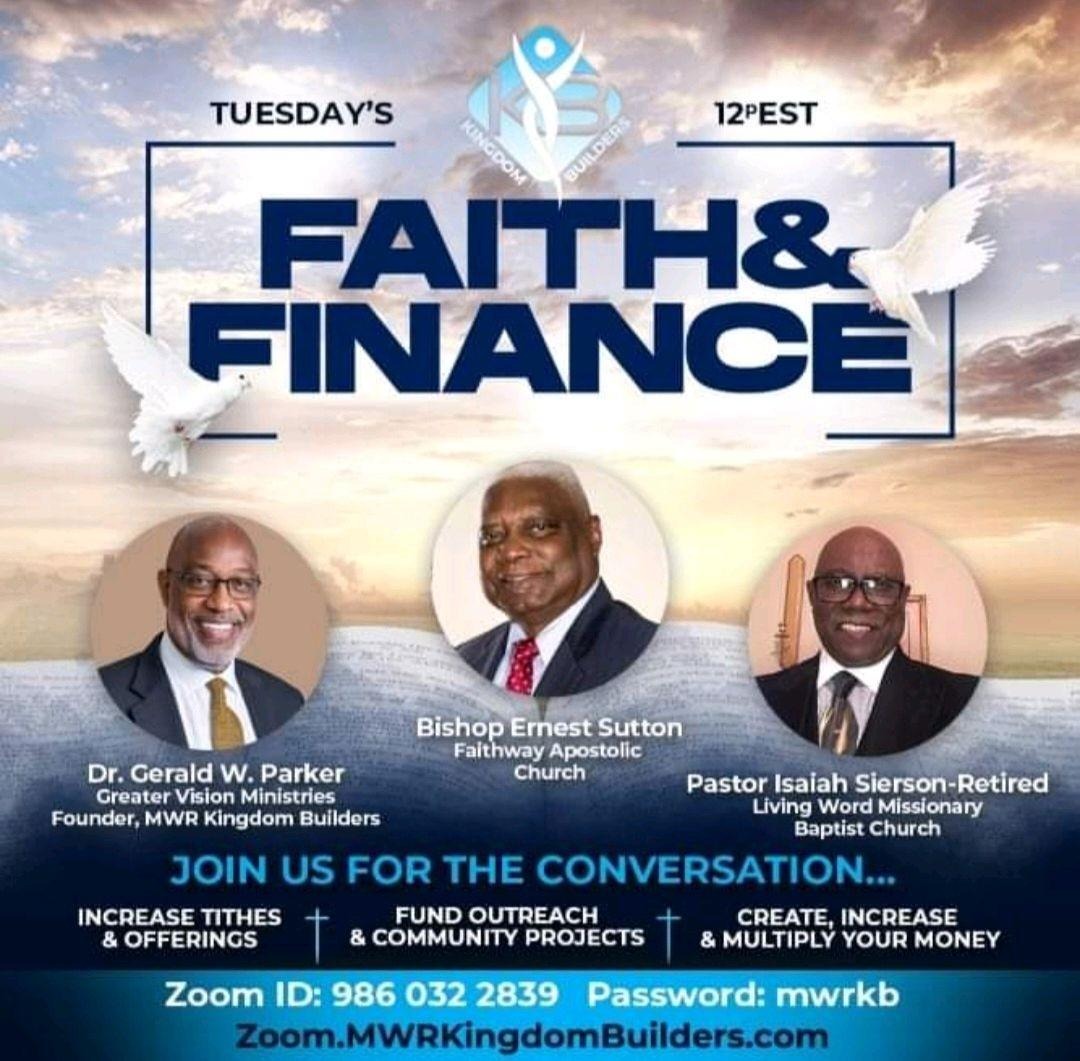 TUESDAY'S
KB
KINGDOM BUILDERS
12PEST
FAITH&
FINANCE
Dr. Gerald W. Parker
Greater Vision Ministries
Founder, MWR Kingdom Builders
Bishop Ernest Sutton
Faithway Apostolic
Church
Pastor Isaiah Sierson-Retired
Living Word Missionary
Baptist Church
JOIN US FOR THE CONVERSATION...
INCREASE TITHES
& OFFERINGS
FUND OUTREACH
& COMMUNITY PROJECTS
CREATE, INCREASE
& MULTIPLY YOUR MONEY
Zoom ID: 986 032 2839 Password: mwrkb
Zoom.MWRKingdomBuilders.com